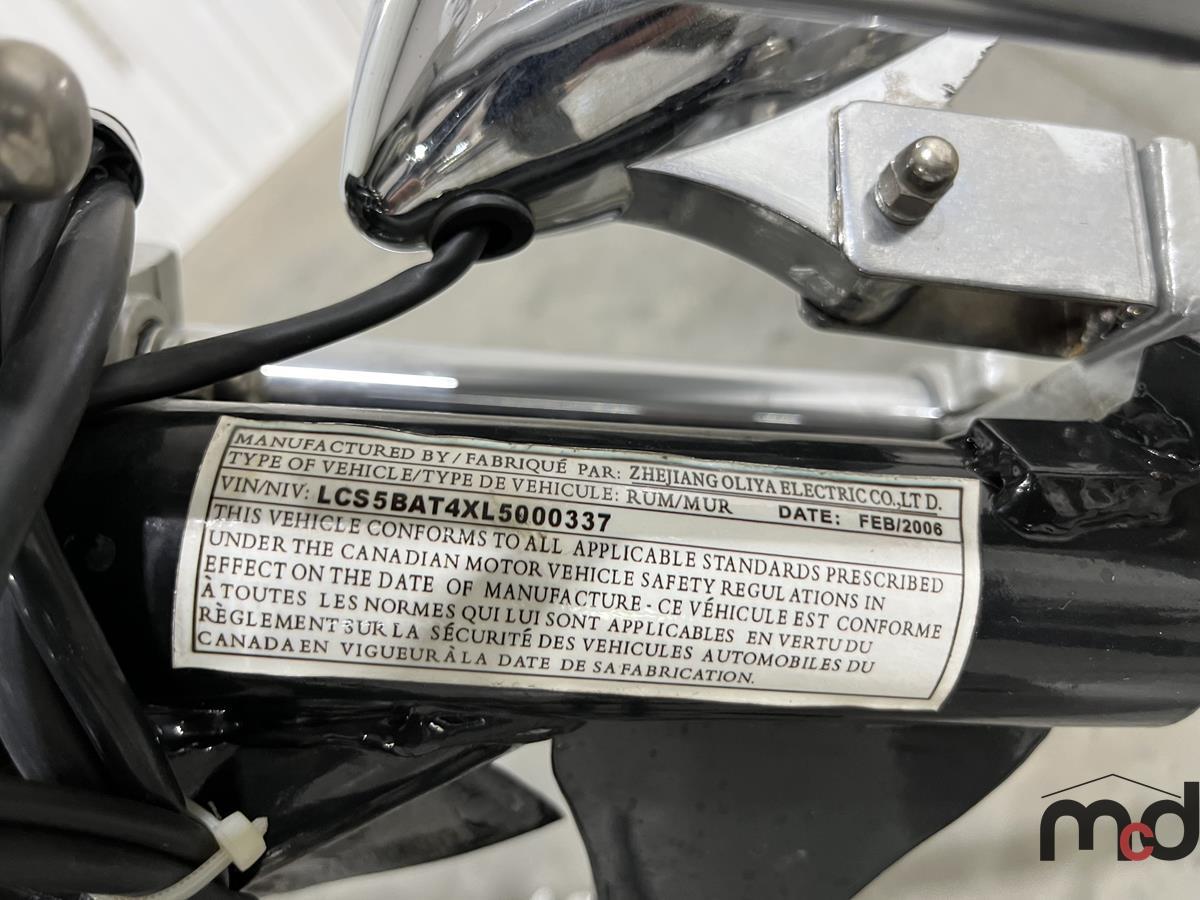 MANUFACTURED BY/FABRIQUÉ PAR: ZHEJIANG OLIYA ELECTRIC CO.,LTD.
TYPE OF VEHICLE/TYPE DE VEHICULE: RUM/MUR
VIN/NIV: LCS5BAT4XL5000337 DATE: FEB/2006
THIS VEHICLE CONFORMS TO ALL APPLICABLE STANDARDS PRESCRIBED
UNDER THE CANADIAN MOTOR VEHICLE SAFETY REGULATIONS IN
EFFECT ON THE DATE OF MANUFACTURE - CE VÉHICULE EST CONFORME
À TOUTES LES NORMES QUI LUI SONT APPLICABLES EN VERTU DU
RÈGLEMENT SUR LA SÉCURITÉ DES VEHICULES AUTOMOBILES DU
CANADA EN VIGUEUR À LA DATE DE SA FABRICATION.
mcd